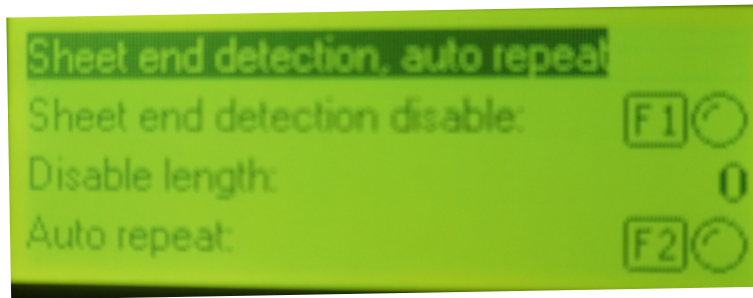 Sheet end detection, auto repeat
Sheet end detection disable: F1
Disable length: 0
Auto repeat: F2